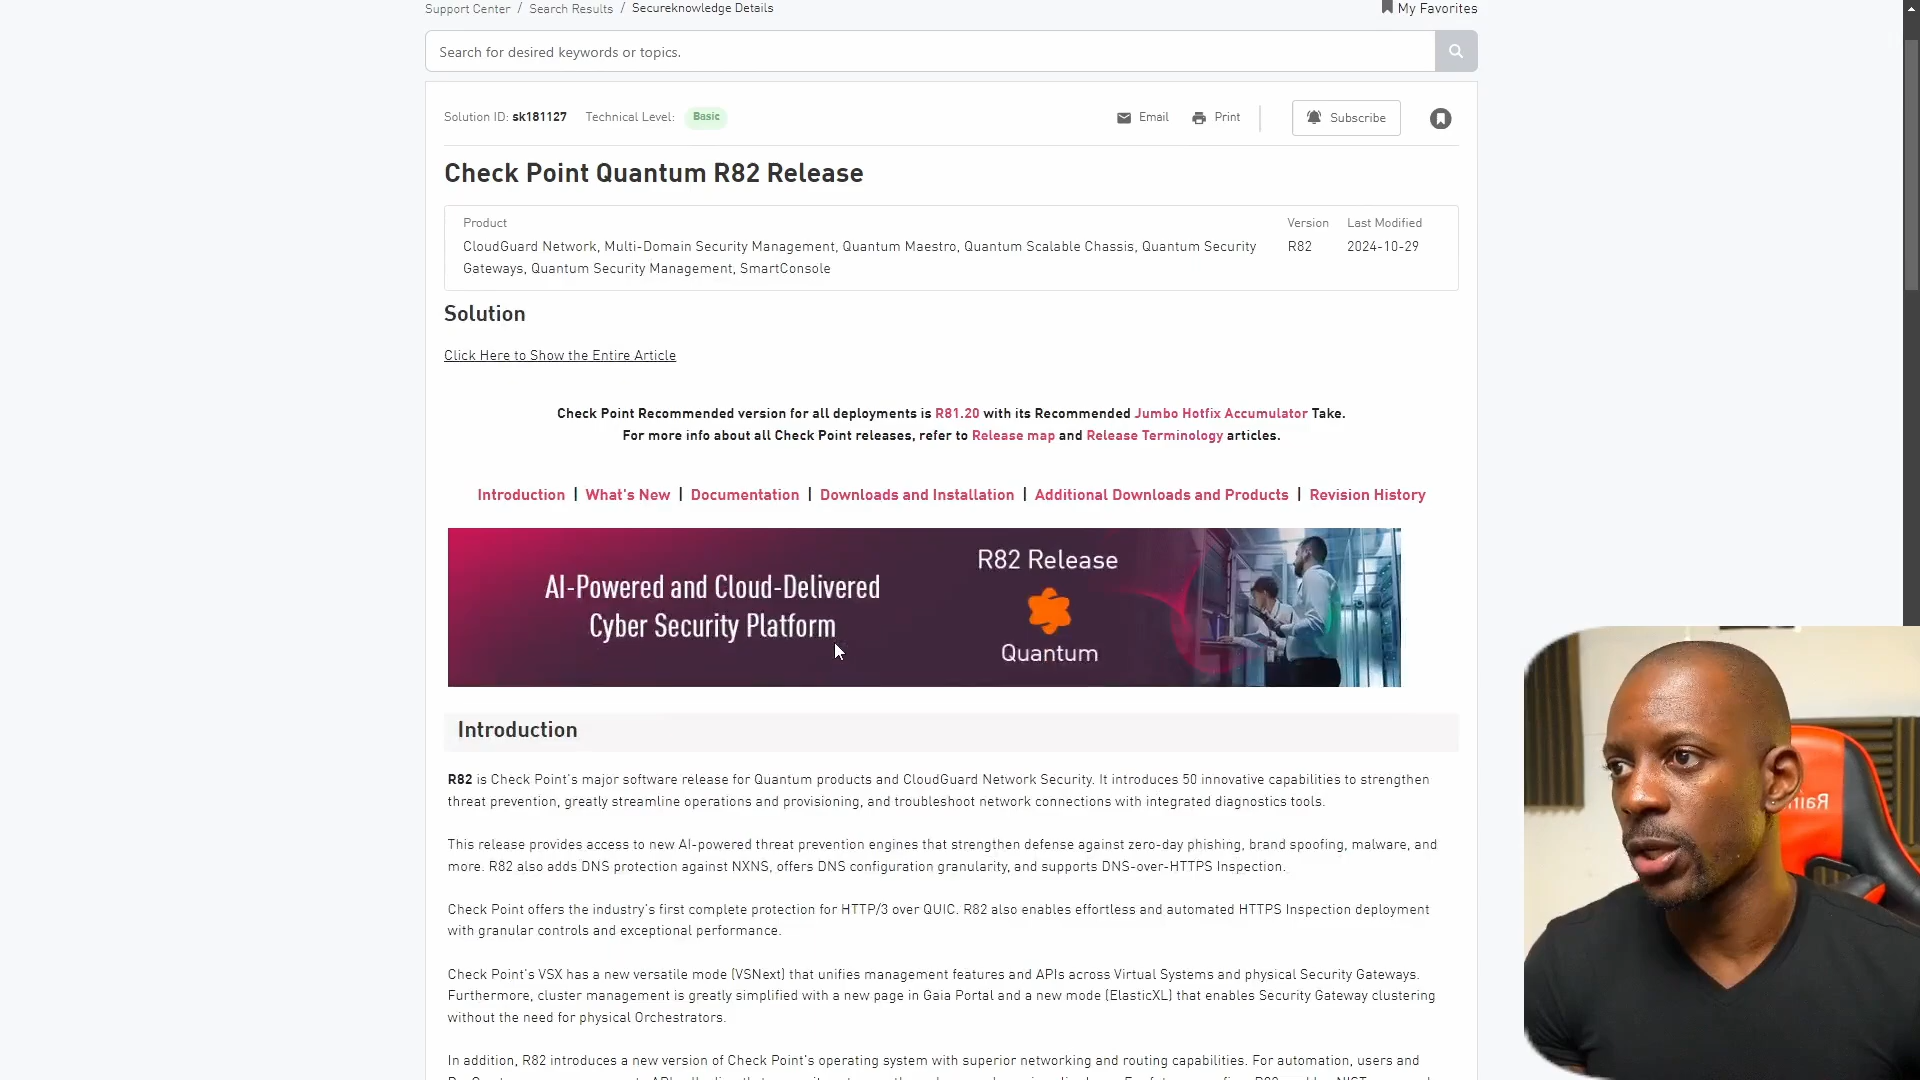 Support Center / Search Results / Secureknowledge Details
My Favorites
Search for desired keywords or topics.
Solution ID: sk181127 Technical Level: Basic
Email Print Subscribe
Check Point Quantum R82 Release
Product Version Last Modified
CloudGuard Network, Multi-Domain Security Management, Quantum Maestro, Quantum Scalable Chassis, Quantum Security R82 2024-10-29
Gateways, Quantum Security Management, SmartConsole
Solution
Click Here to Show the Entire Article
Check Point Recommended version for all deployments is R81.20 with its Recommended Jumbo Hotfix Accumulator Take.
For more info about all Check Point releases, refer to Release map and Release Terminology articles.
Introduction | What's New | Documentation | Downloads and Installation | Additional Downloads and Products | Revision History
AI-Powered and Cloud-Delivered
Cyber Security Platform
R82 Release
Quantum
Introduction
R82 is Check Point's major software release for Quantum products and CloudGuard Network Security. It introduces 50 innovative capabilities to strengthen
threat prevention, greatly streamline operations and provisioning, and troubleshoot network connections with integrated diagnostics tools.
This release provides access to new AI-powered threat prevention engines that strengthen defense against zero-day phishing, brand spoofing, malware, and
more. R82 also adds DNS protection against NXNS, offers DNS configuration granularity, and supports DNS-over-HTTPS Inspection.
Check Point offers the industry's first complete protection for HTTP/3 over QUIC. R82 also enables effortless and automated HTTPS Inspection deployment
with granular controls and exceptional performance.
Check Point's VSX has a new versatile mode (VSNext) that unifies management features and APIs across Virtual Systems and physical Security Gateways.
Furthermore, cluster management is greatly simplified with a new page in Gaia Portal and a new mode (ElasticXL) that enables Security Gateway clustering
without the need for physical Orchestrators.
In addition, R82 introduces a new version of Check Point's operating system with superior networking and routing capabilities. For automation, users and